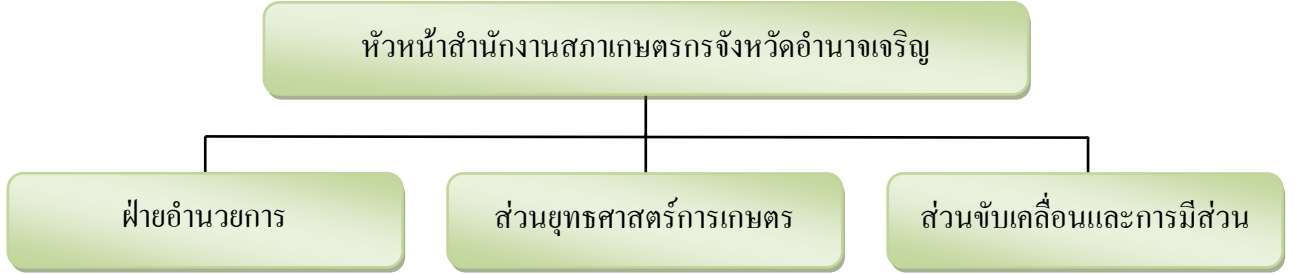 หัวหน้าสำนักงานสภาเกษตรกรจังหวัดอำนาจเจริญ
ฝ่ายอำนวยการ
ส่วนยุทธศาสตร์การเกษตร
ส่วนขับเคลื่อนและการมีส่วน